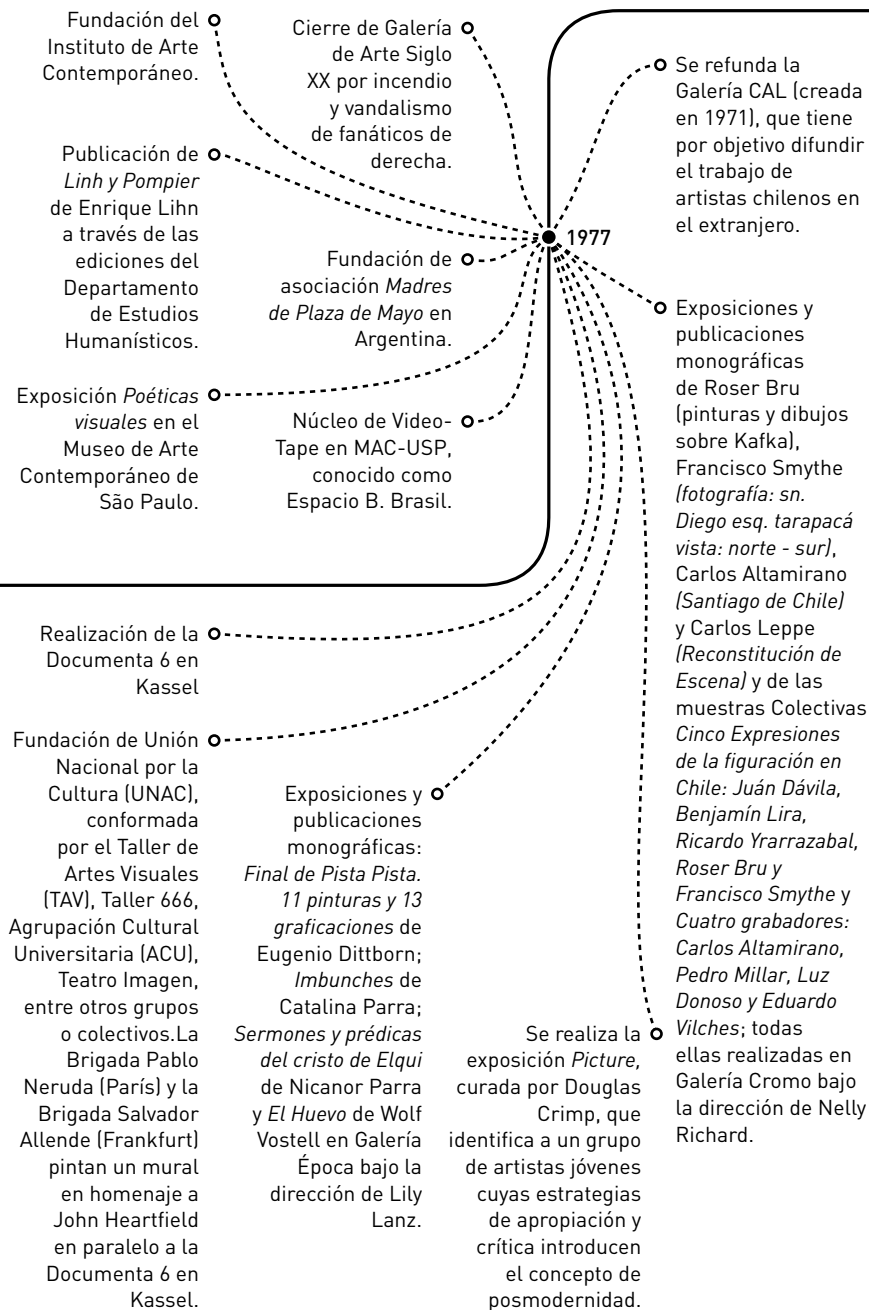 Fundación del
Instituto de Arte
Contemporáneo.
Cierre de Galería
de Arte Siglo
XX por incendio
y vandalismo
de fanáticos de
derecha.
Se refunda la
Galería CAL (creada
en 1971), que tiene
por objetivo difundir
el trabajo de
artistas chilenos en
el extranjero.
Publicación de
Linh y Pompier
de Enrique Lihn
a través de las
ediciones del
Departamento
de Estudios
Humanísticos.
1977
Fundación de
asociación Madres
de Plaza de Mayo en
Argentina.
Exposiciones y
publicaciones
monográficas
de Roser Bru
(pinturas y dibujos
sobre Kafka),
Francisco Smythe
(fotografía: sn.
Diego esq. tarapacá
vista: norte - sur),
Carlos Altamirano
(Santiago de Chile)
y Carlos Leppe
(Reconstitución de
Escena) y de las
muestras Colectivas
Cinco Expresiones
de la figuración en
Chile: Juán Dávila,
Benjamín Lira,
Ricardo Yrarrazabal,
Roser Bru y
Francisco Smythe y
Cuatro grabadores:
Carlos Altamirano,
Pedro Millar, Luz
Donoso y Eduardo
Vilches; todas
ellas realizadas en
Galería Cromo bajo
la dirección de Nelly
Richard.
Exposición Poéticas
visuales en el
Museo de Arte
Contemporáneo de
São Paulo.
Núcleo de Video-
Tape en MAC-USP,
conocido como
Espacio B. Brasil.
Realización de la
Documenta 6 en
Kassel
Fundación de Unión
Nacional por la
Cultura (UNAC),
conformada
por el Taller de
Artes Visuales
(TAV), Taller 666,
Agrupación Cultural
Universitaria (ACU),
Teatro Imagen,
entre otros grupos
o colectivos.La
Brigada Pablo
Neruda (París) y la
Brigada Salvador
Allende (Frankfurt)
pintan un mural
en homenaje a
John Heartfield
en paralelo a la
Documenta 6 en
Kassel.
Exposiciones y
publicaciones
monográficas:
Final de Pista Pista.
11 pinturas y 13
graficaciones de
Eugenio Dittborn;
Imbunches de
Catalina Parra;
Sermones y prédicas
del cristo de Elqui
de Nicanor Parra
y El Huevo de Wolf
Vostell en Galería
Época bajo la
dirección de Lily
Lanz.
Se realiza la
exposición Picture,
curada por Douglas
Crimp, que
identifica a un grupo
de artistas jóvenes
cuyas estrategias
de apropiación y
crítica introducen
el concepto de
posmodernidad.